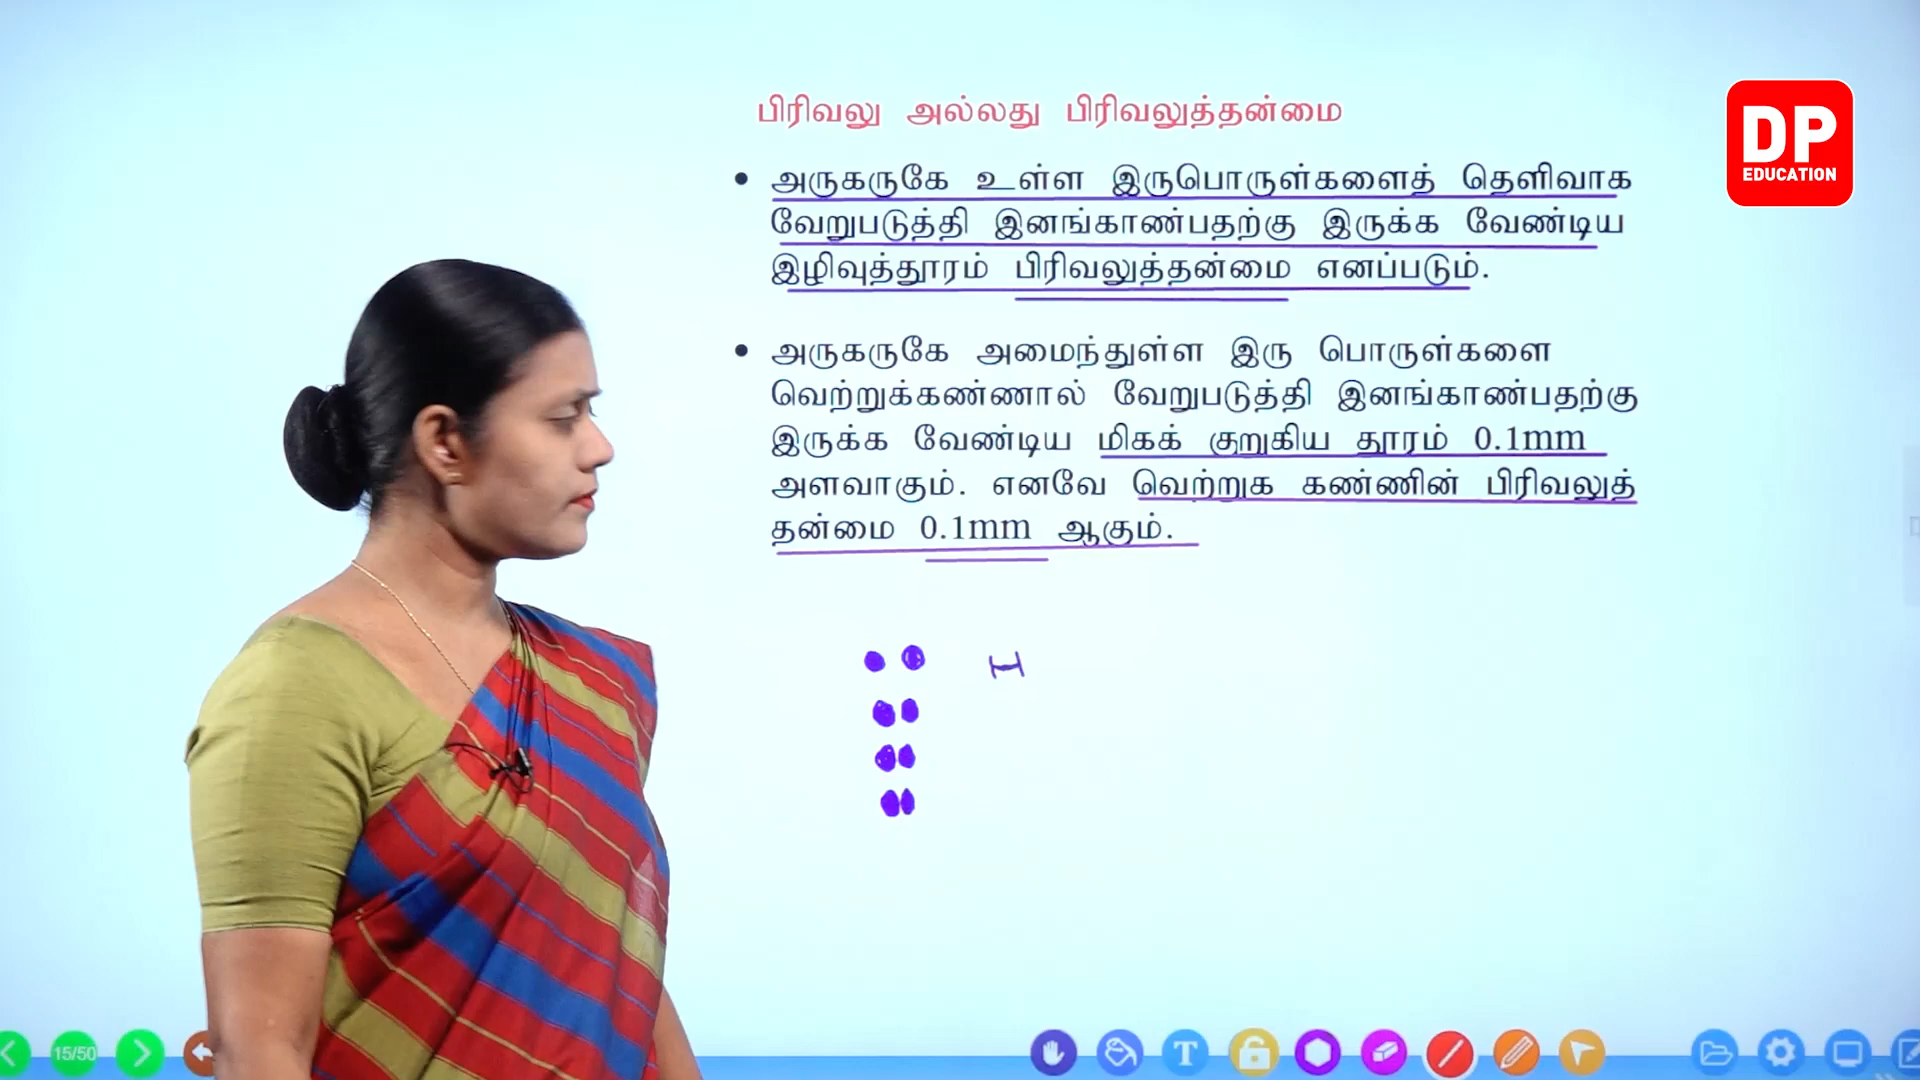 பிரிவலு அல்லது பிரிவலுத்தன்மை
DP
EDUCATION
• அருகருகே உள்ள இருபொருள்களைத் தெளிவாக
வேறுபடுத்தி இனங்காண்பதற்கு இருக்க வேண்டிய
இழிவுத்தூரம் பிரிவலுத்தன்மை எனப்படும்.
• அருகருகே அமைந்துள்ள இரு பொருள்களை
வெற்றுக்கண்ணால் வேறுபடுத்தி இனங்காண்பதற்கு
இருக்க வேண்டிய மிகக் குறுகிய தூரம் 0.1mm
அளவாகும். எனவே வெற்றுக கண்ணின் பிரிவலுத்
தன்மை 0.1mm ஆகும்.
15/50
T